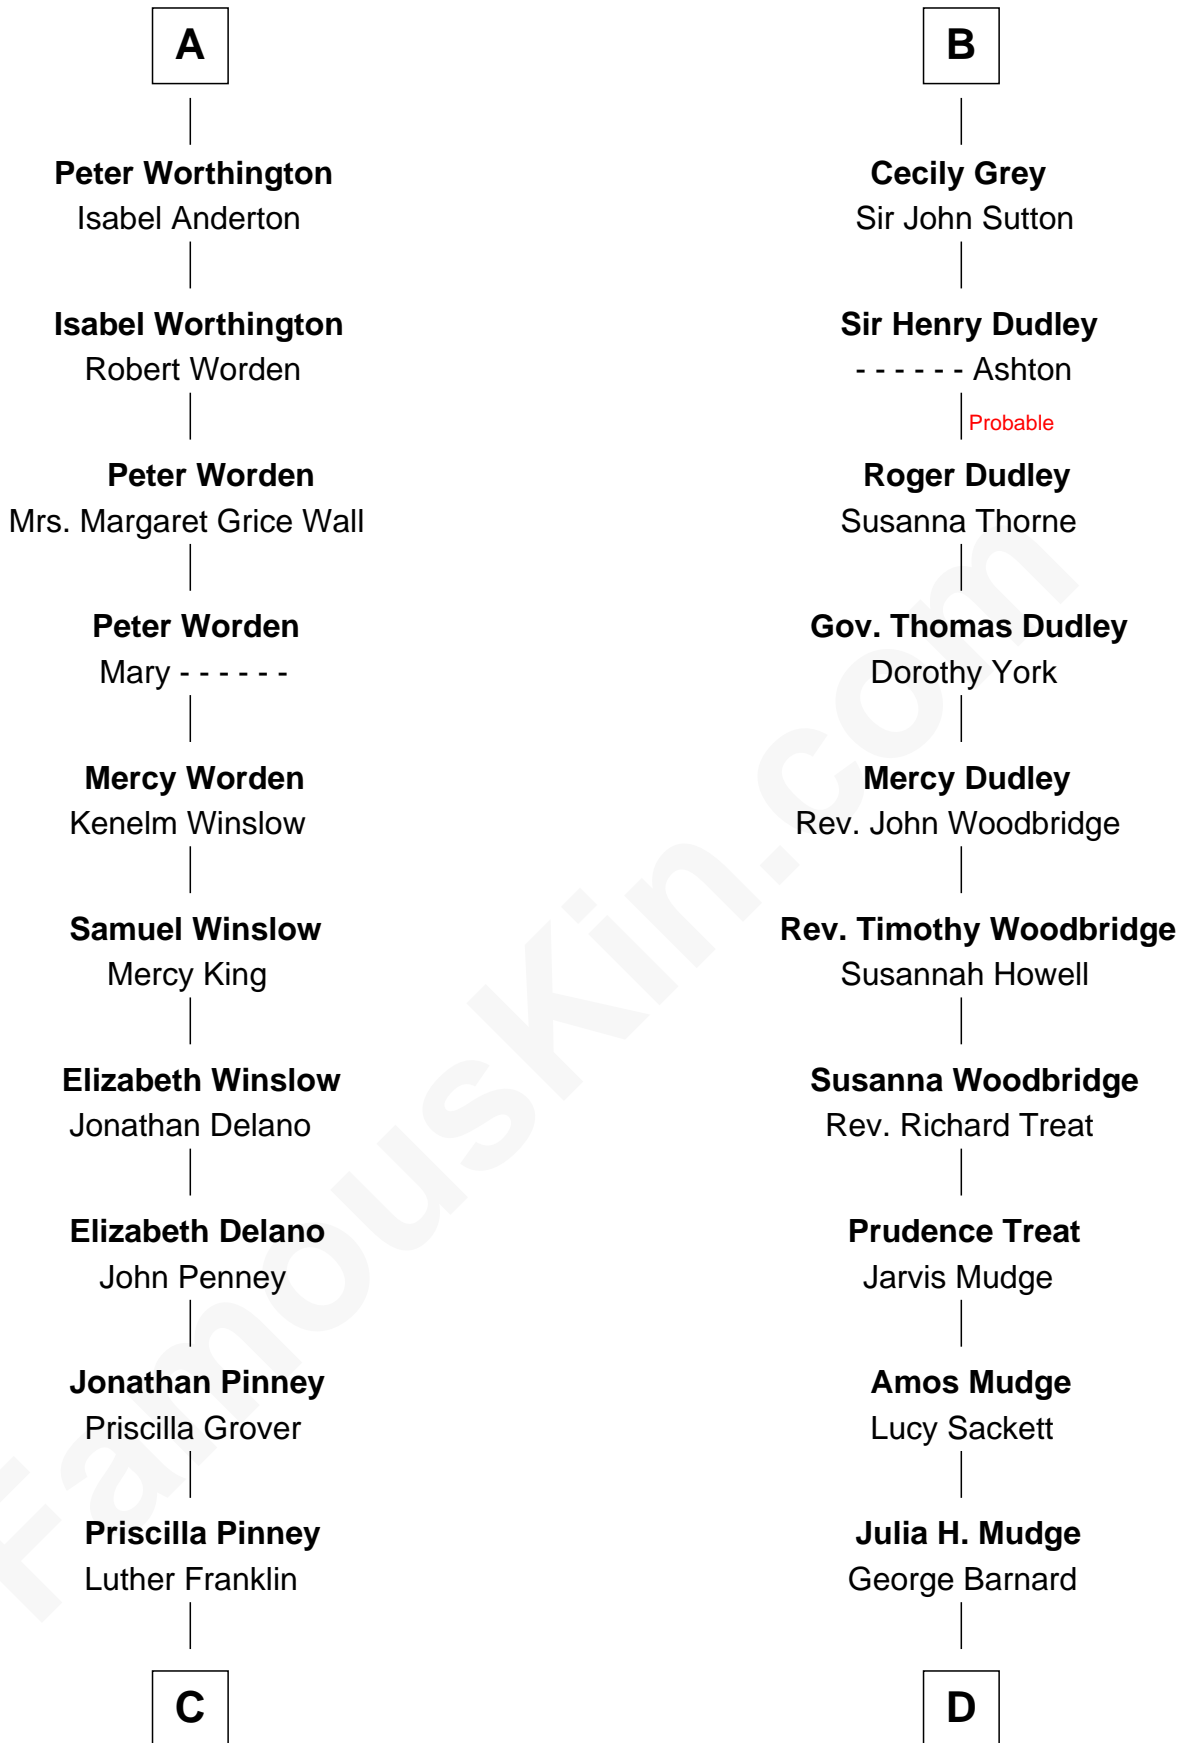 A
Peter Worthington
Isabel Anderton
Isabel Worthington
Robert Worden
Peter Worden
Mrs. Margaret Grice Wall
Peter Worden
Mary - - - - - -
Mercy Worden
Kenelm Winslow
Samuel Winslow
Mercy King
Elizabeth Winslow
Jonathan Delano
Elizabeth Delano
John Penney
Jonathan Pinney
Priscilla Grover
Priscilla Pinney
Luther Franklin
C
B
Cecily Grey
Sir John Sutton
Sir Henry Dudley
- - - - - - Ashton
Probable
Roger Dudley
Susanna Thorne
Gov. Thomas Dudley
Dorothy York
Mercy Dudley
Rev. John Woodbridge
Rev. Timothy Woodbridge
Susannah Howell
Susanna Woodbridge
Rev. Richard Treat
Prudence Treat
Jarvis Mudge
Amos Mudge
Lucy Sackett
Julia H. Mudge
George Barnard
D
FamousKin.com